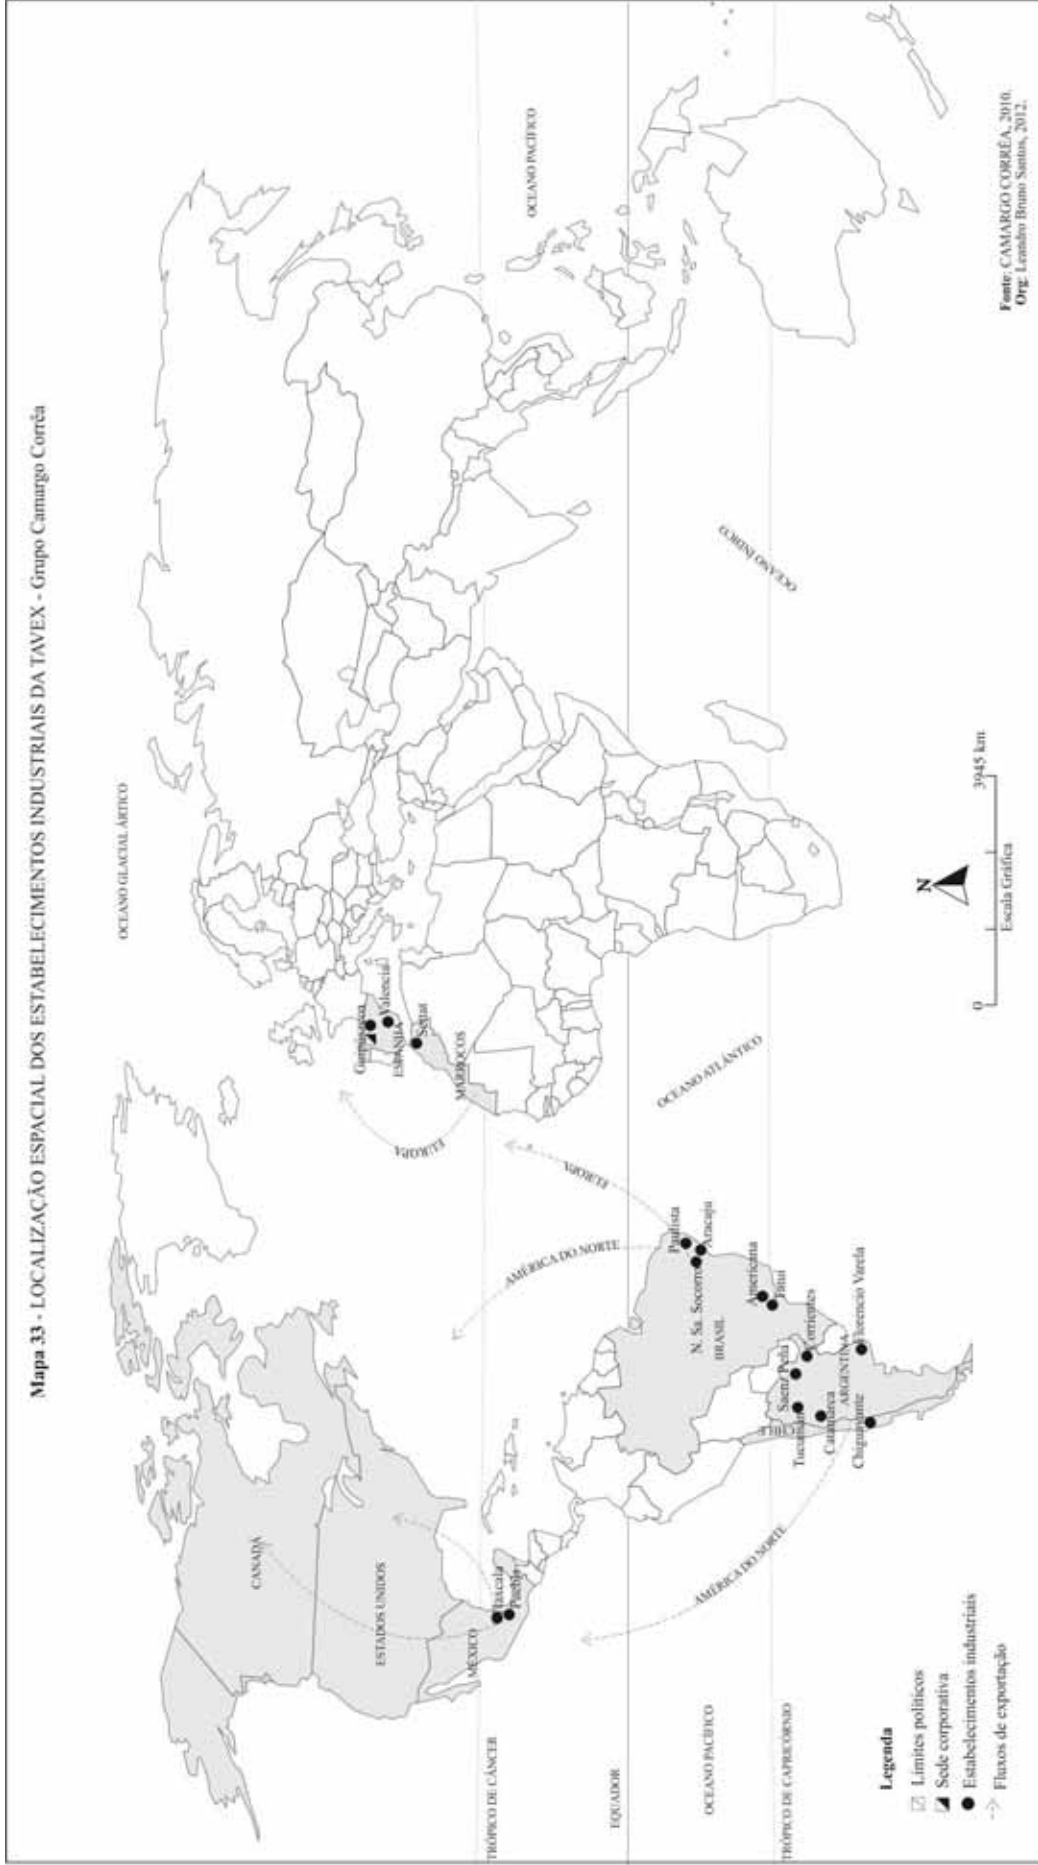 Mapa 33 - LOCALIZAÇÃO ESPACIAL DOS ESTABELECIMENTOS INDUSTRIAIS DA TAVEX - Grupo Camargo Corrêa
OCEANO GLACIAL ÁRTICO
CANADÁ
ESTADOS UNIDOS
MÉXICO
Tlaxcala
Puebla
TRÓPICO DE CÂNCER
EQUADOR
OCEANO PACÍFICO
TRÓPICO DE CAPRICÓRNIO
AMÉRICA DO NORTE
AMÉRICA DO NORTE
EUROPA
EUROPA
Valencia
ESPANHA
Settat
MARROCOS
OCEANO ATLÂNTICO
OCEANO PACÍFICO
OCEANO ÍNDICO
Paulista
Aracaju
N. Sa. Socorro
BRASIL
Americana
Tatuí
Corrientes
Saenz Peña
Tucumán
Catamarca
ARGENTINA
Florencio Varela
CHILE
Chiguayante
Legenda
Limites políticos
Sede corporativa
Estabelecimentos industriais
Fluxos de exportação
N
0 3945 km
Escala Gráfica
Fonte: CAMARGO CORRÊA, 2010.
Org: Leandro Bruno Santos, 2012.